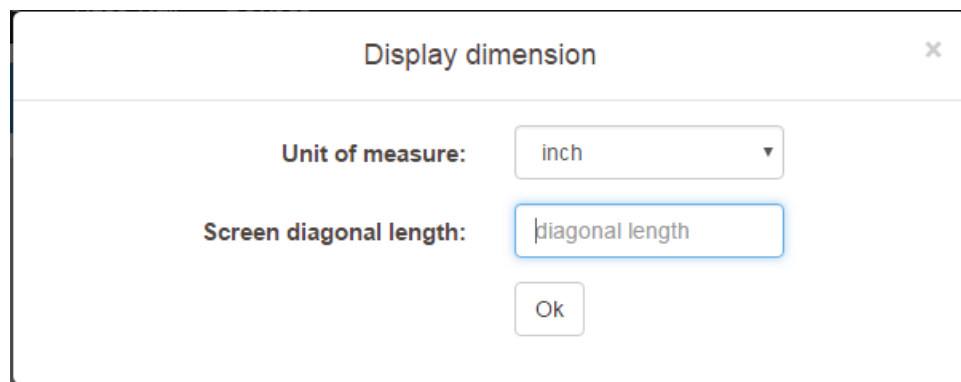 Display dimension ×
Unit of measure: inch
Screen diagonal length: diagonal length
Ok